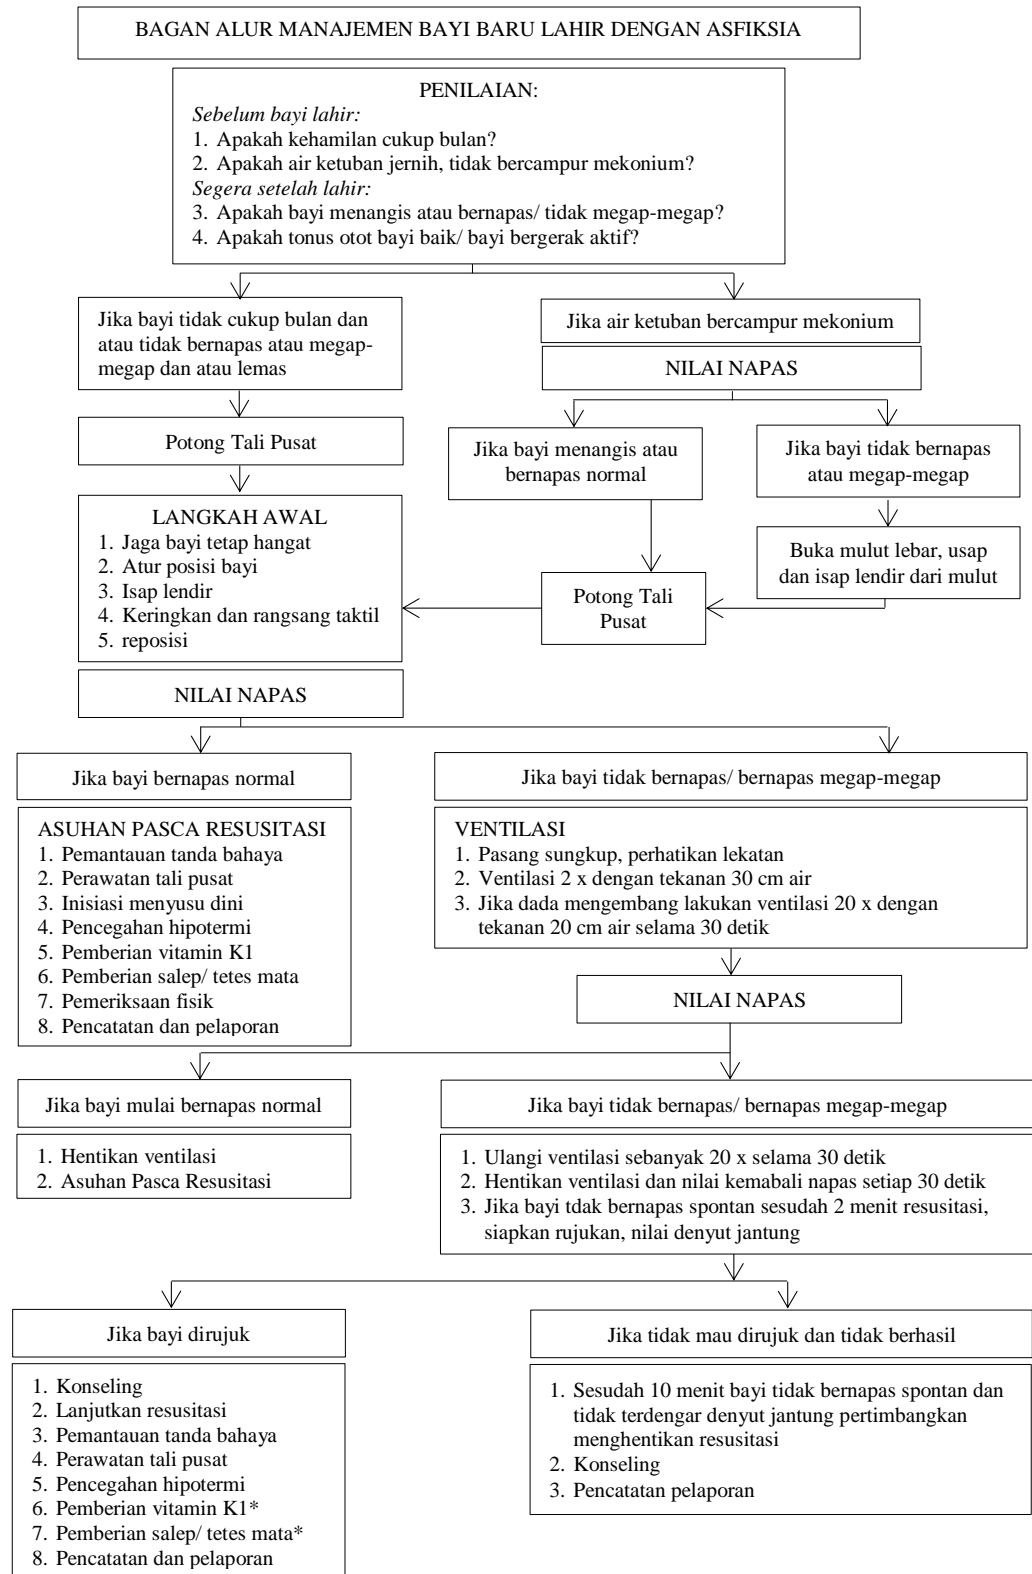 BAGAN ALUR MANAJEMEN BAYI BARU LAHIR DENGAN ASFIKSIA
PENILAIAN:
Sebelum bayi lahir:
1. Apakah kehamilan cukup bulan?
2. Apakah air ketuban jernih, tidak bercampur mekonium?
Segera setelah lahir:
3. Apakah bayi menangis atau bernapas/ tidak megap-megap?
4. Apakah tonus otot bayi baik/ bayi bergerak aktif?
Jika bayi tidak cukup bulan dan
atau tidak bernapas atau megap-
megap dan atau lemas
Jika air ketuban bercampur mekonium
NILAI NAPAS
Potong Tali Pusat
Jika bayi menangis atau
bernapas normal
Jika bayi tidak bernapas
atau megap-megap
LANGKAH AWAL
1. Jaga bayi tetap hangat
2. Atur posisi bayi
3. Isap lendir
4. Keringkan dan rangsang taktil
5. reposisi
Buka mulut lebar, usap
dan isap lendir dari mulut
Potong Tali
Pusat
NILAI NAPAS
Jika bayi bernapas normal
Jika bayi tidak bernapas/ bernapas megap-megap
ASUHAN PASCA RESUSITASI
1. Pemantauan tanda bahaya
2. Perawatan tali pusat
3. Inisiasi menyusu dini
4. Pencegahan hipotermi
5. Pemberian vitamin K1
6. Pemberian salep/ tetes mata
7. Pemeriksaan fisik
8. Pencatatan dan pelaporan
VENTILASI
1. Pasang sungkup, perhatikan lekatan
2. Ventilasi 2 x dengan tekanan 30 cm air
3. Jika dada mengembang lakukan ventilasi 20 x dengan
tekanan 20 cm air selama 30 detik
NILAI NAPAS
Jika bayi mulai bernapas normal
Jika bayi tidak bernapas/ bernapas megap-megap
1. Hentikan ventilasi
2. Asuhan Pasca Resusitasi
1. Ulangi ventilasi sebanyak 20 x selama 30 detik
2. Hentikan ventilasi dan nilai kemabali napas setiap 30 detik
3. Jika bayi tdak bernapas spontan sesudah 2 menit resusitasi,
siapkan rujukan, nilai denyut jantung
Jika bayi dirujuk
Jika tidak mau dirujuk dan tidak berhasil
1. Konseling
2. Lanjutkan resusitasi
3. Pemantauan tanda bahaya
4. Perawatan tali pusat
5. Pencegahan hipotermi
6. Pemberian vitamin K1*
7. Pemberian salep/ tetes mata*
8. Pencatatan dan pelaporan
1. Sesudah 10 menit bayi tidak bernapas spontan dan
tidak terdengar denyut jantung pertimbangkan
menghentikan resusitasi
2. Konseling
3. Pencatatan pelaporan